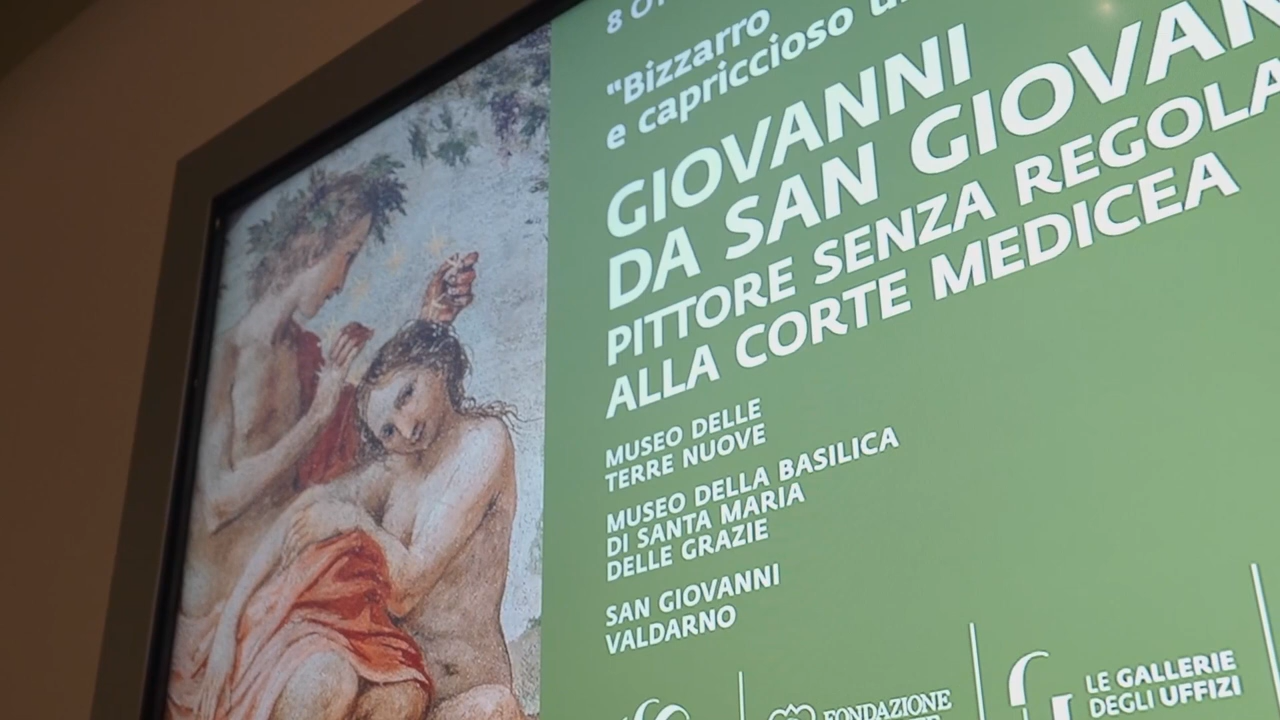 "Bizzarro
e capriccioso
GIOVANNI
DA SAN GIOVAN
PITTORE SENZA REGOLA
ALLA CORTE MEDICEA
MUSEO DELLE
TERRE NUOVE
MUSEO DELLA BASILICA
DI SANTA MARIA
DELLE GRAZIE
SAN GIOVANNI
VALDARNO
FONDAZIONE
LE GALLERIE
DEGLI UFFIZI